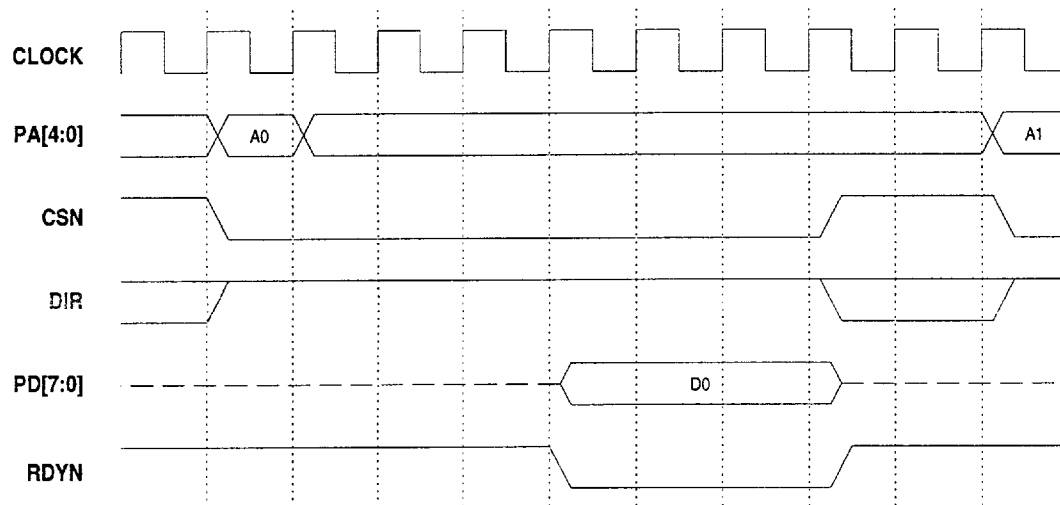 CLOCK
PA[4:0] A0 A1
CSN
DIR
PD[7:0] D0
RDYN